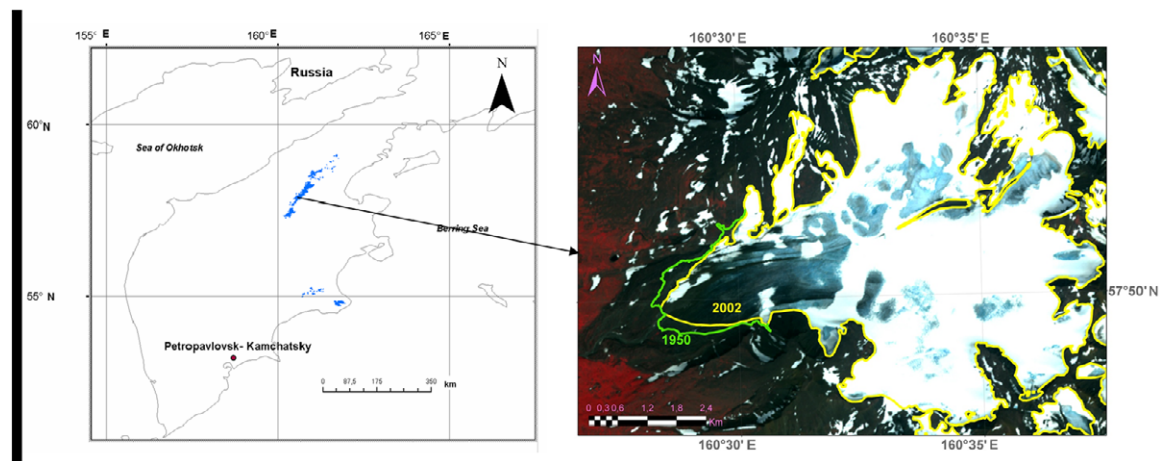 155° E
160° E
165° E
Russia
N
60°N
Sea of Okhotsk
Berring Sea
55° N
Petropavlovsk- Kamchatsky
0 87,5 175 350 km
160°30' E
160°35' E
N
2002
1950
57°50' N
0 0.30,6 1,2 1,8 2,4
Km
160°30' E
160°35' E